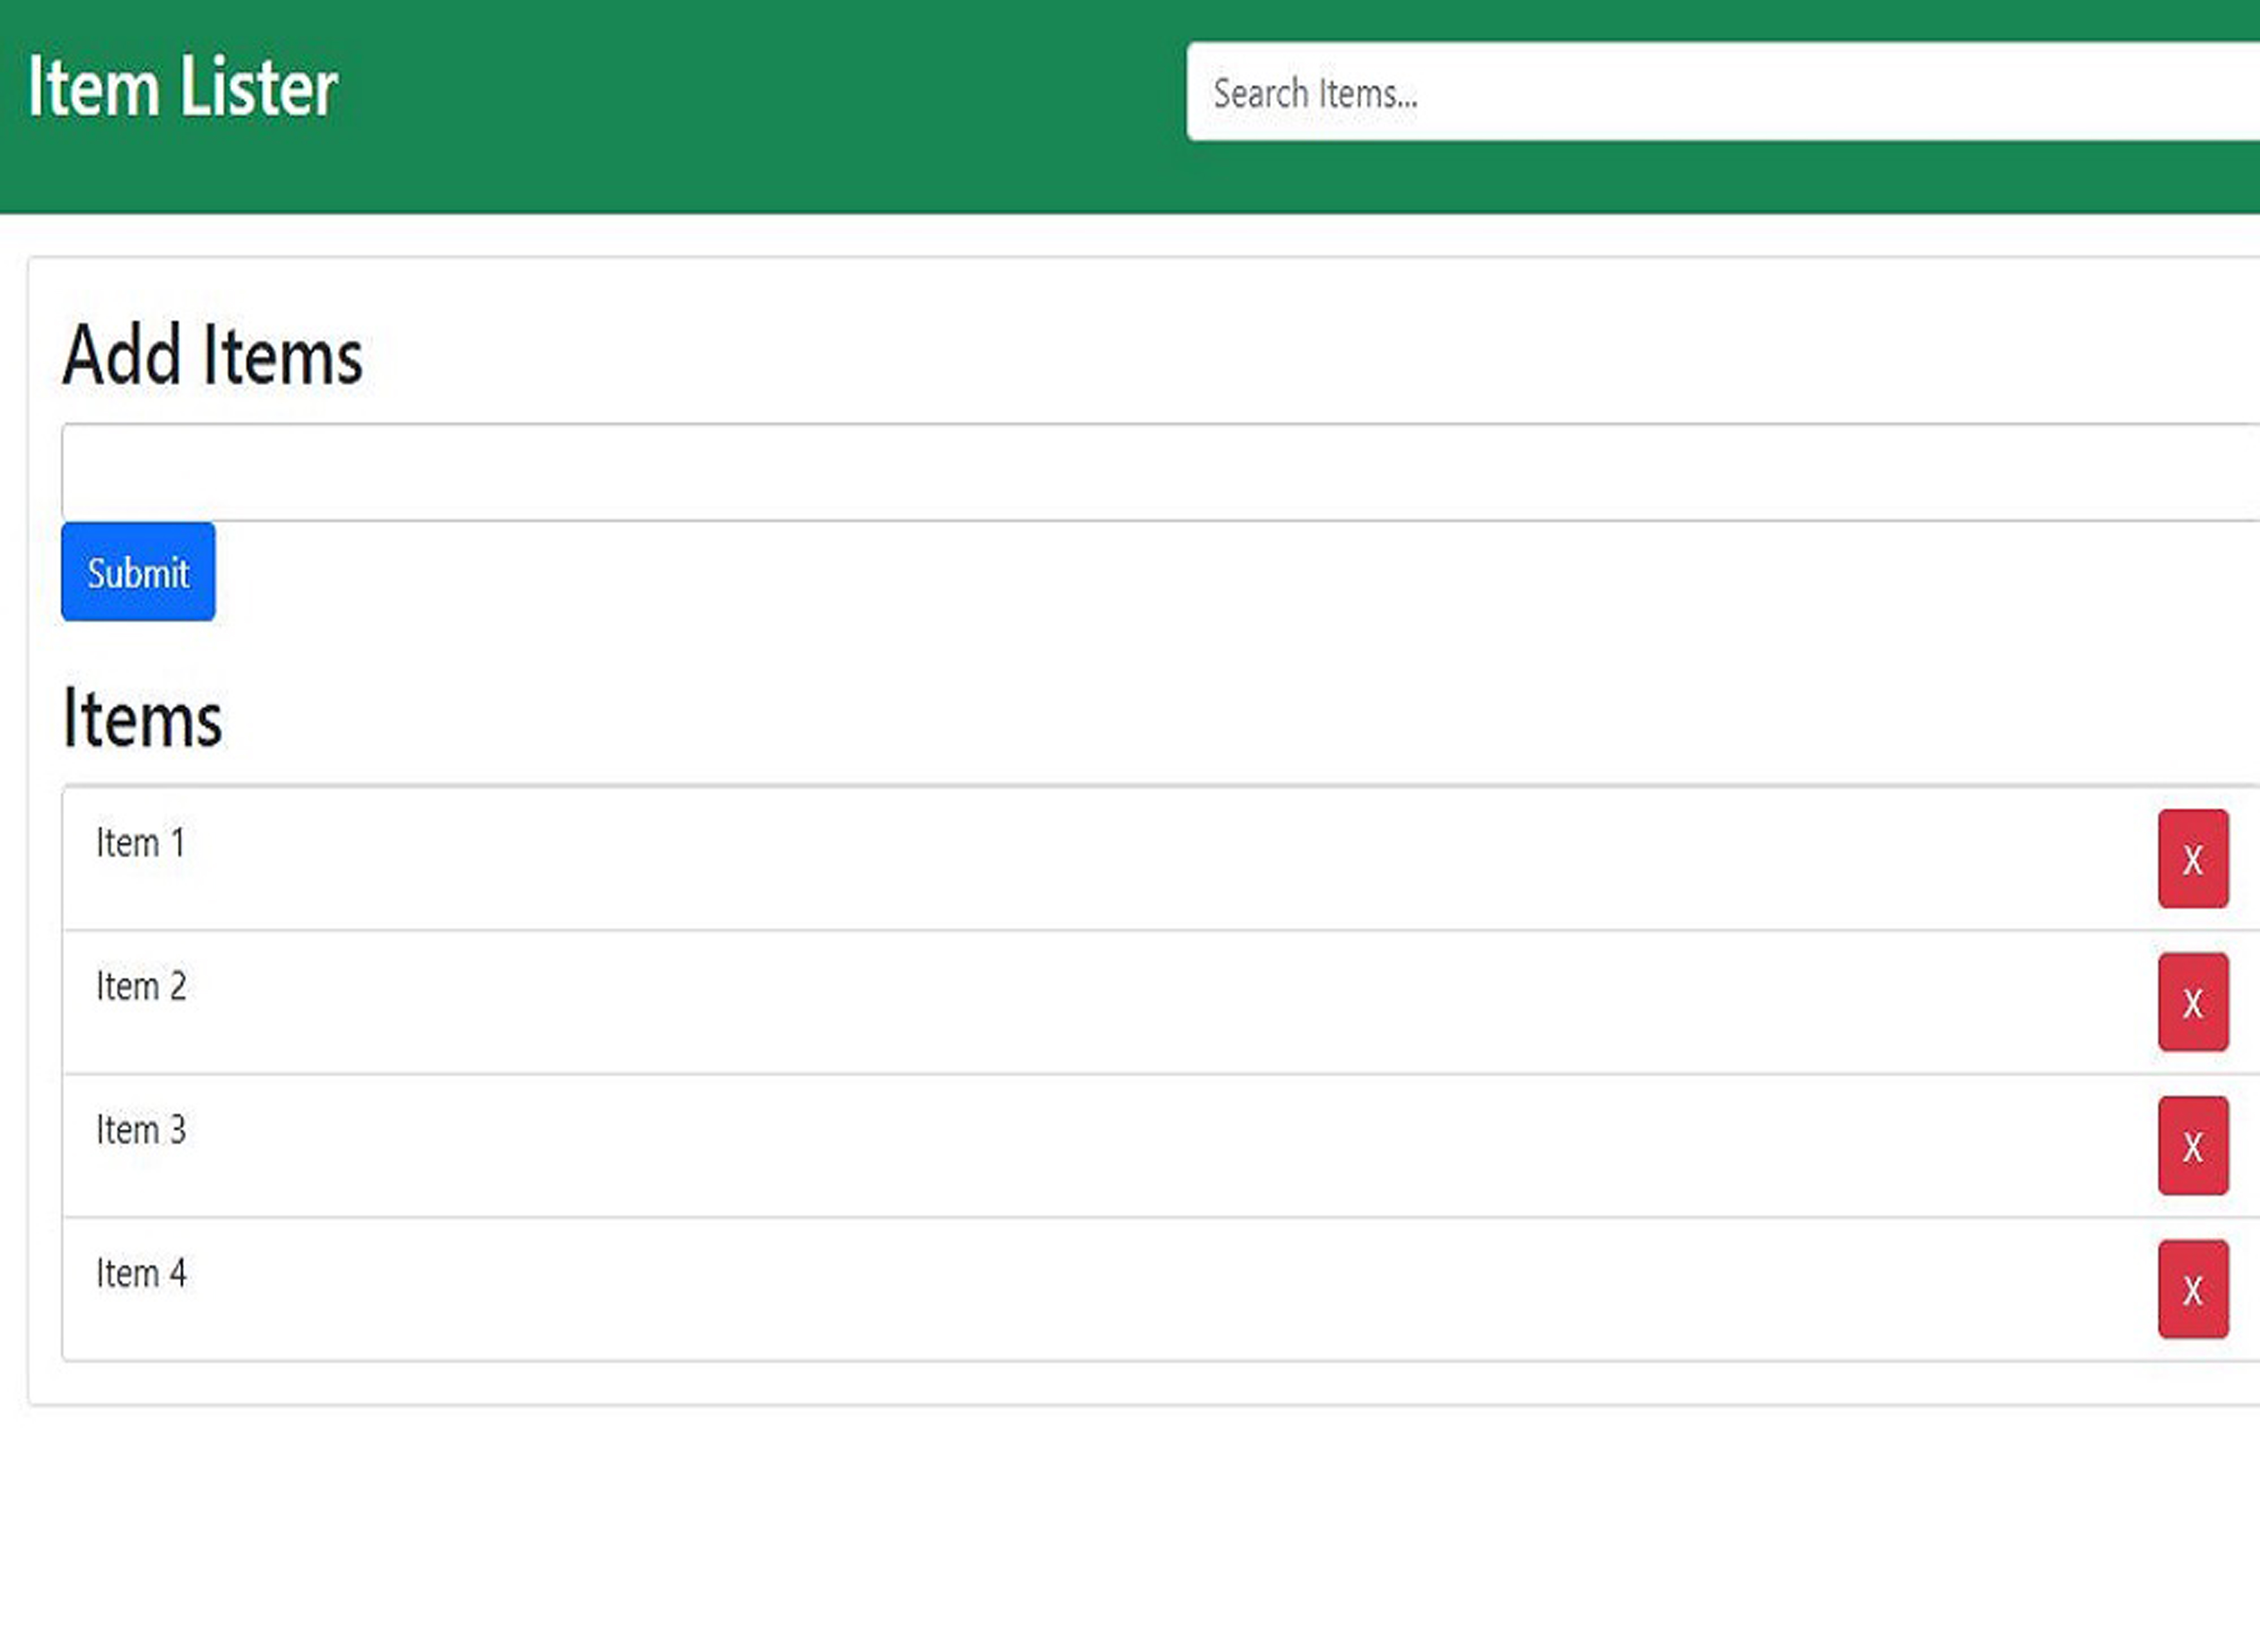 Item Lister
Search Items...
Add Items
Submit
Items
Item 1
X
Item 2
X
Item 3
X
Item 4
X